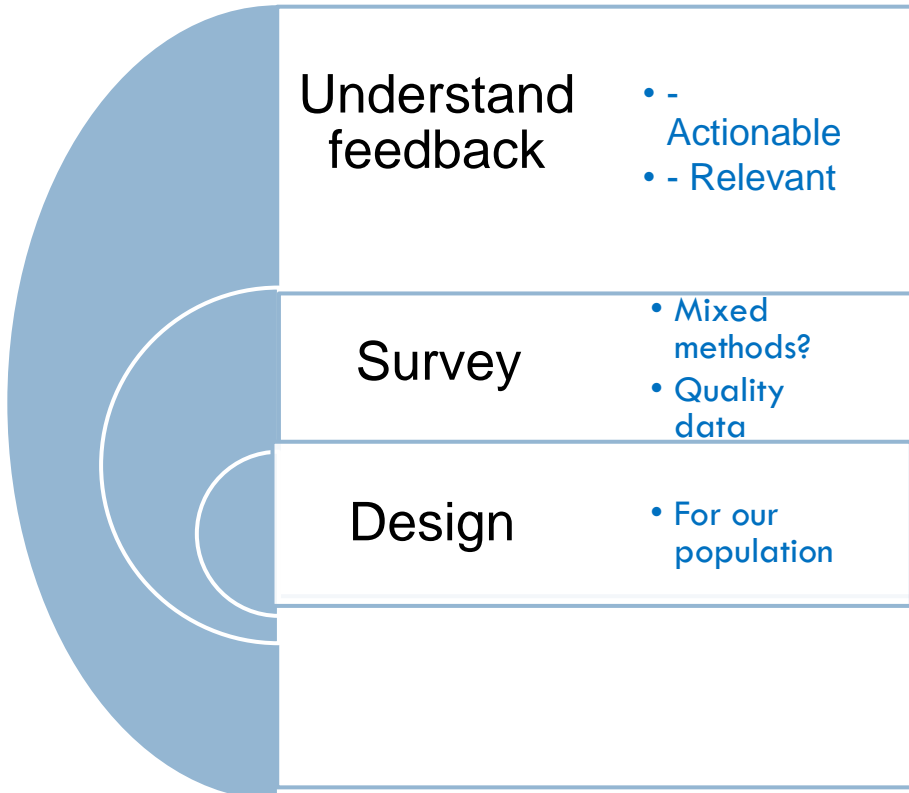 Understand
feedback
• -
Actionable
• - Relevant
Survey
• Mixed
methods?
• Quality
data
Design
• For our
population